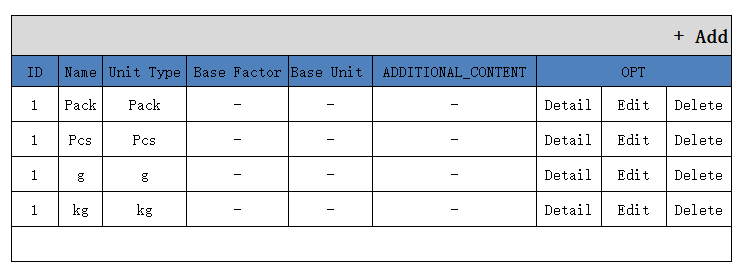 + Add
ID Name Unit Type Base Factor Base Unit ADDITIONAL_CONTENT OPT
1 Pack Pack - - - Detail Edit Delete
1 Pcs Pcs - - - Detail Edit Delete
1 g g - - - Detail Edit Delete
1 kg kg - - - Detail Edit Delete